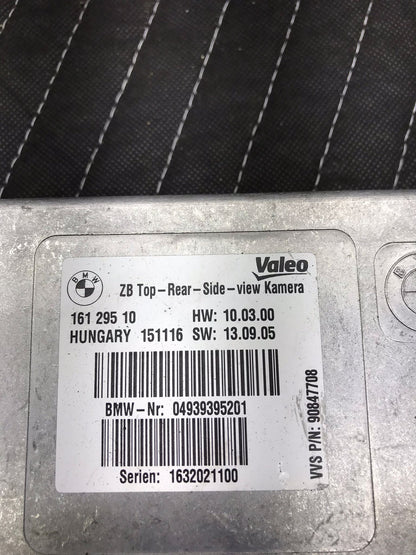 BMW
Valeo
ZB Top-Rear-Side-view Kamera
161 295 10 HW: 10.03.00
HUNGARY 151116 SW: 13.09.05
BMW-Nr: 04939395201
Serien: 1632021100
VVS P/N: 90847708